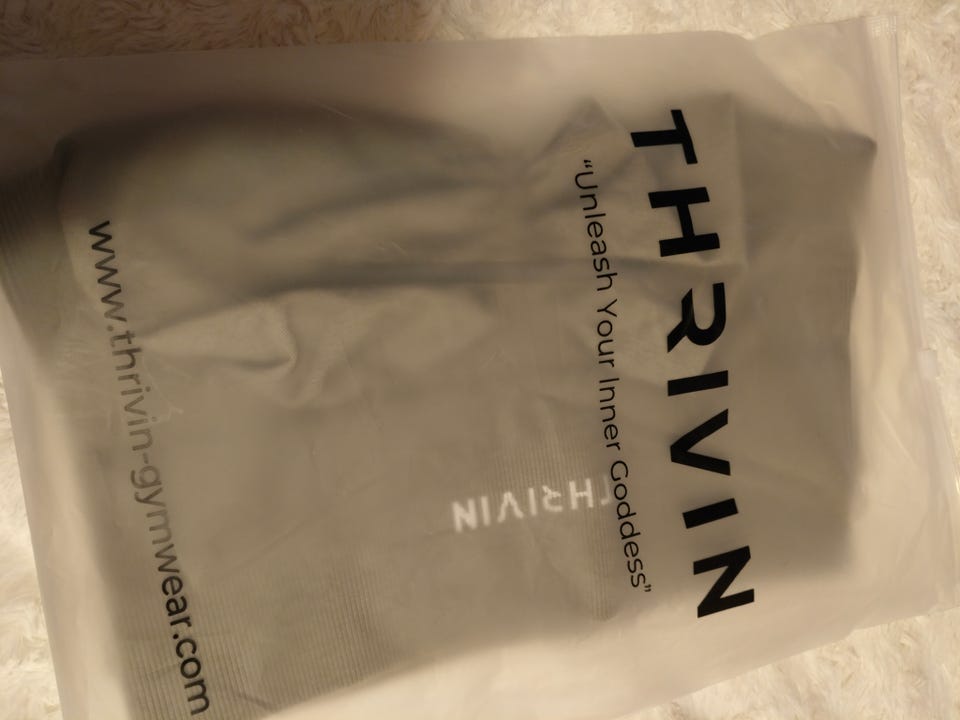 THRIVIN
“Unleash Your Inner Goddess”
THRIVIN
www.thrivin-gymwear.com